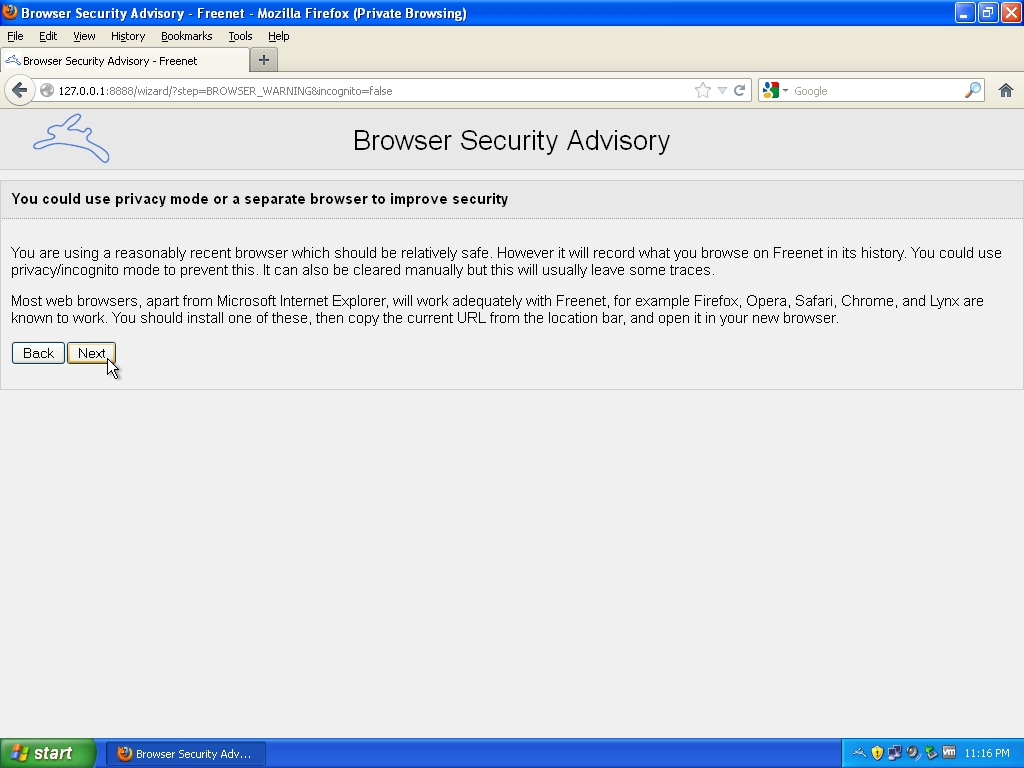 Browser Security Advisory - Freenet - Mozilla Firefox (Private Browsing)
File Edit View History Bookmarks Tools Help
Browser Security Advisory - Freenet
127.0.0.1:8888/wizard/?step=BROWSER_WARNING&incognito=false
Google
Browser Security Advisory
You could use privacy mode or a separate browser to improve security
You are using a reasonably recent browser which should be relatively safe. However it will record what you browse on Freenet in its history. You could use
privacy/incognito mode to prevent this. It can also be cleared manually but this will usually leave some traces.
Most web browsers, apart from Microsoft Internet Explorer, will work adequately with Freenet, for example Firefox, Opera, Safari, Chrome, and Lynx are
known to work. You should install one of these, then copy the current URL from the location bar, and open it in your new browser.
Back Next
start Browser Security Adv... vm 11:16 PM